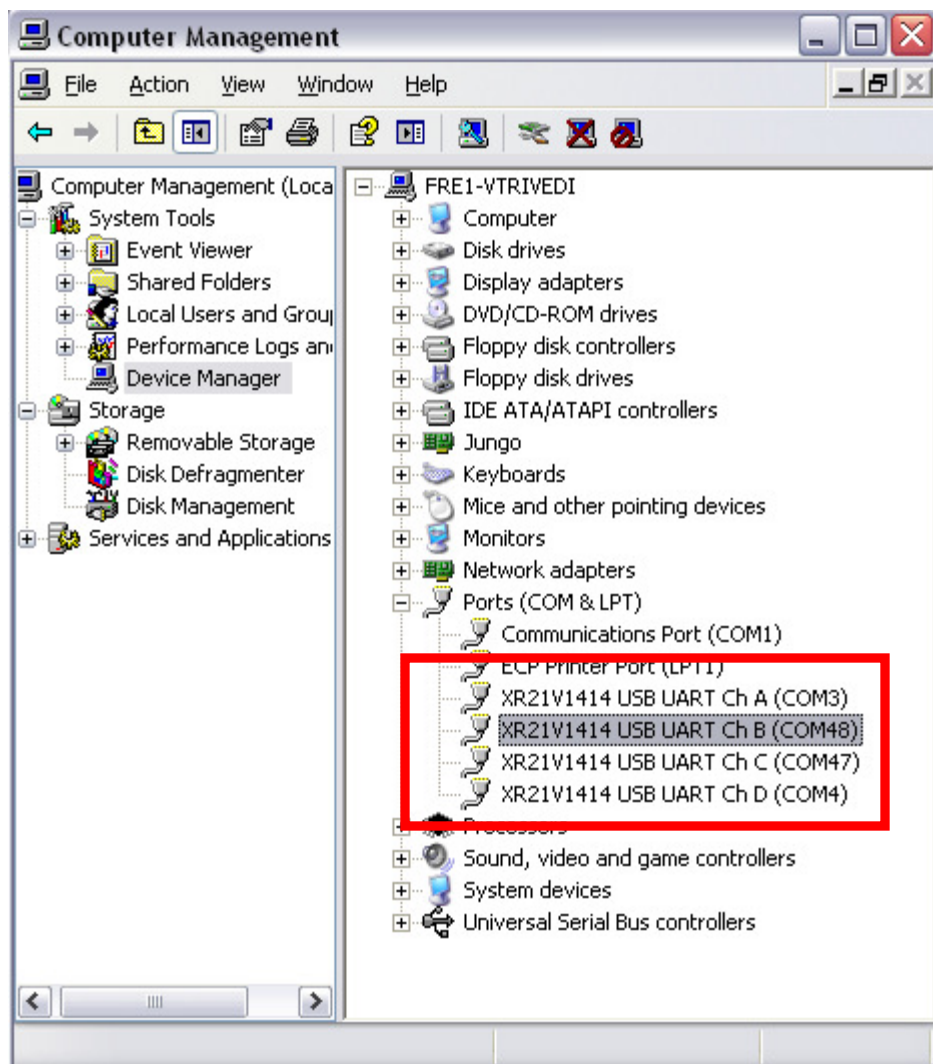 Computer Management
File Action View Window Help
Computer Management (Loca
System Tools
Event Viewer
Shared Folders
Local Users and Group
Performance Logs and
Device Manager
Storage
Removable Storage
Disk Defragmenter
Disk Management
Services and Applications
FRE1-VTRIVEDI
Computer
Disk drives
Display adapters
DVD/CD-ROM drives
Floppy disk controllers
Floppy disk drives
IDE ATA/ATAPI controllers
Jungo
Keyboards
Mice and other pointing devices
Monitors
Network adapters
Ports (COM & LPT)
Communications Port (COM1)
ECP Printer Port (LPT1)
XR21V1414 USB UART Ch A (COM3)
XR21V1414 USB UART Ch B (COM48)
XR21V1414 USB UART Ch C (COM47)
XR21V1414 USB UART Ch D (COM4)
Processors
Sound, video and game controllers
System devices
Universal Serial Bus controllers